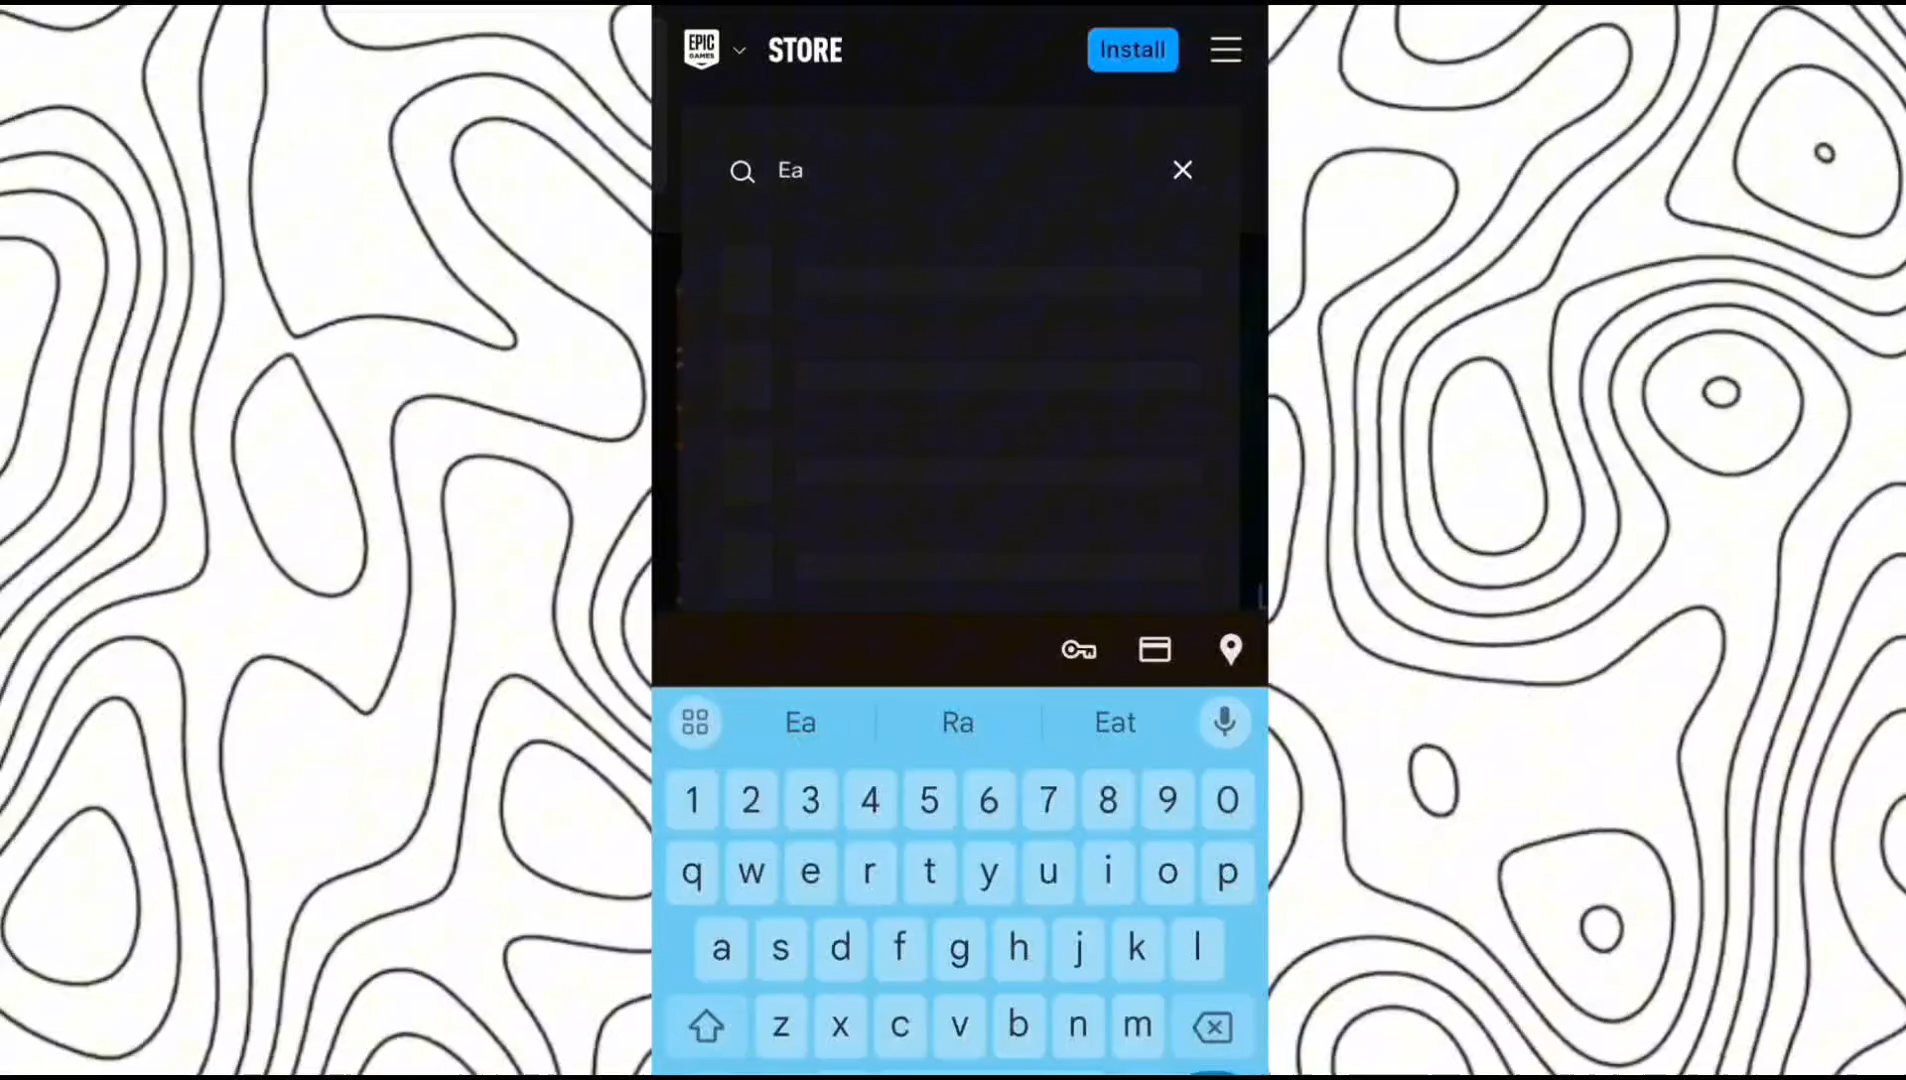 EPIC
GAMES
STORE
Install
Ea
Ea Ra Eat
1 2 3 4 5 6 7 8 9 0
q w e r t y u i o p
a s d f g h j k l
z x c v b n m